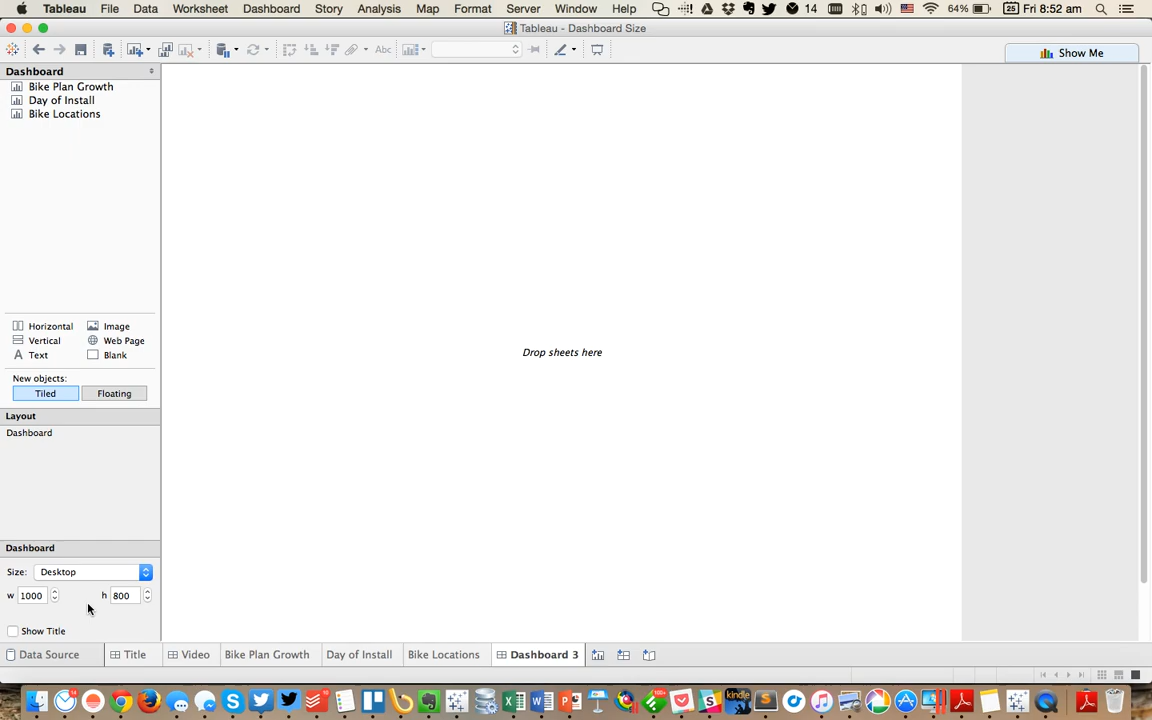 Tableau File Data Worksheet Dashboard Story Analysis Map Format Server Window Help 14 64% 25 Fri 8:52 am
Tableau - Dashboard Size
Abc
Show Me
Dashboard
Bike Plan Growth
Day of Install
Bike Locations
Drop sheets here
Horizontal Image
Vertical Web Page
A Text Blank
New objects:
Tiled Floating
Layout
Dashboard
Dashboard
Size: Desktop
w 1000 h 800
Show Title
Data Source Title Video Bike Plan Growth Day of Install Bike Locations Dashboard 3
kindle